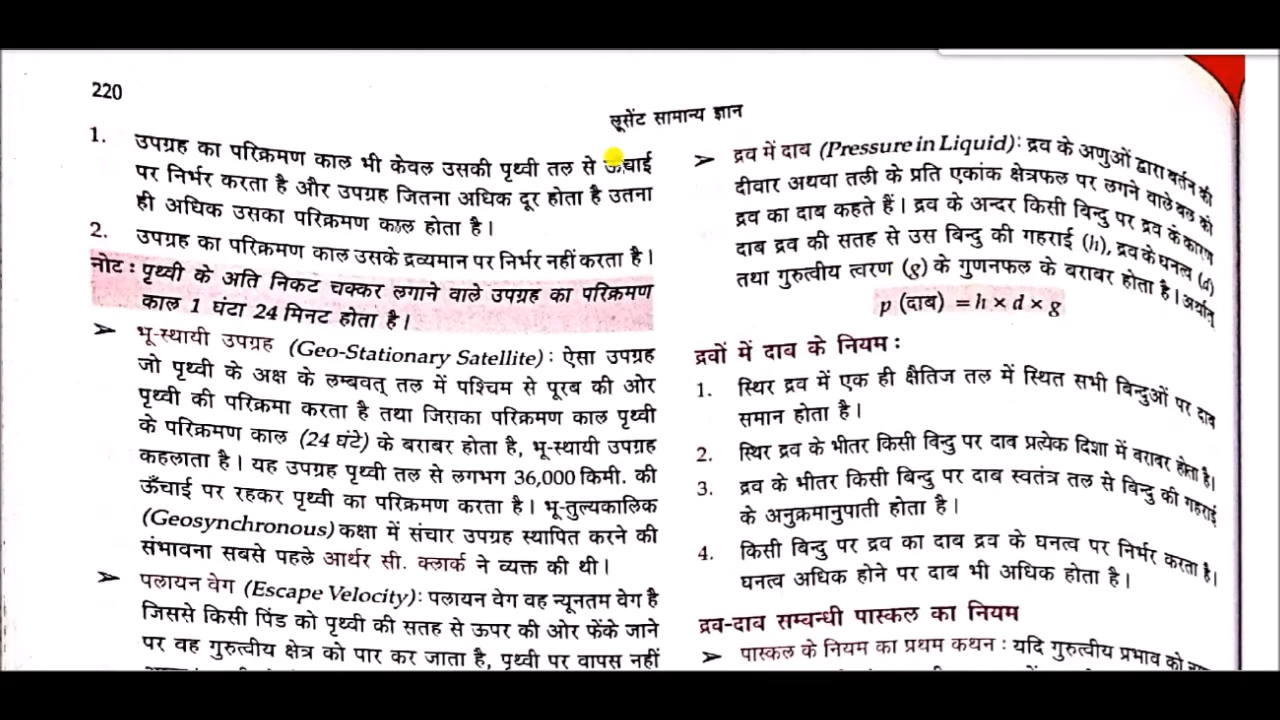 220
लूसेंट सामान्य ज्ञान
1. उपग्रह का परिक्रमण काल भी केवल उसकी पृथ्वी तल से ऊँचाई
पर निर्भर करता है और उपग्रह जितना अधिक दूर होता है उतना
ही अधिक उसका परिक्रमण काल होता है।
2. उपग्रह का परिक्रमण काल उसके द्रव्यमान पर निर्भर नहीं करता है।
नोट : पृथ्वी के अति निकट चक्कर लगाने वाले उपग्रह का परिक्रमण
काल 1 घंटा 24 मिनट होता है।
➤ भू-स्थायी उपग्रह (Geo-Stationary Satellite) : ऐसा उपग्रह
जो पृथ्वी के अक्ष के लम्बवत् तल में पश्चिम से पूरब की ओर
पृथ्वी की परिक्रमा करता है तथा जिसका परिक्रमण काल पृथ्वी
के परिक्रमण काल (24 घंटे) के बराबर होता है, भू-स्थायी उपग्रह
कहलाता है। यह उपग्रह पृथ्वी तल से लगभग 36,000 किमी. की
ऊँचाई पर रहकर पृथ्वी का परिक्रमण करता है। भू-तुल्यकालिक
(Geosynchronous) कक्षा में संचार उपग्रह स्थापित करने की
संभावना सबसे पहले आर्थर सी. क्लार्क ने व्यक्त की थी।
➤ पलायन वेग (Escape Velocity) : पलायन वेग वह न्यूनतम वेग है
जिससे किसी पिंड को पृथ्वी की सतह से ऊपर की ओर फेंके जाने
पर वह गुरुत्वीय क्षेत्र को पार कर जाता है, पृथ्वी पर वापस नहीं
➤ द्रव में दाब (Pressure in Liquid) : द्रव के अणुओं द्वारा बर्तन की
दीवार अथवा तली के प्रति एकांक क्षेत्रफल पर लगने वाले बल को
द्रव का दाब कहते हैं। द्रव के अन्दर किसी बिन्दु पर द्रव के कारण
दाब द्रव की सतह से उस बिन्दु की गहराई (h), द्रव के घनत्व (d)
तथा गुरुत्वीय त्वरण (g) के गुणनफल के बराबर होता है। अर्थात्
p (दाब) = h × d × g
द्रवों में दाब के नियम :
1. स्थिर द्रव में एक ही क्षैतिज तल में स्थित सभी बिन्दुओं पर दाब
समान होता है।
2. स्थिर द्रव के भीतर किसी बिन्दु पर दाब प्रत्येक दिशा में बराबर होता है।
3. द्रव के भीतर किसी बिन्दु पर दाब स्वतंत्र तल से बिन्दु की गहराई
के अनुक्रमानुपाती होता है।
4. किसी बिन्दु पर द्रव का दाब द्रव के घनत्व पर निर्भर करता है।
घनत्व अधिक होने पर दाब भी अधिक होता है।
द्रव-दाब सम्बन्धी पास्कल का नियम
➤ पास्कल के नियम का प्रथम कथन : यदि गुरुत्वीय प्रभाव को